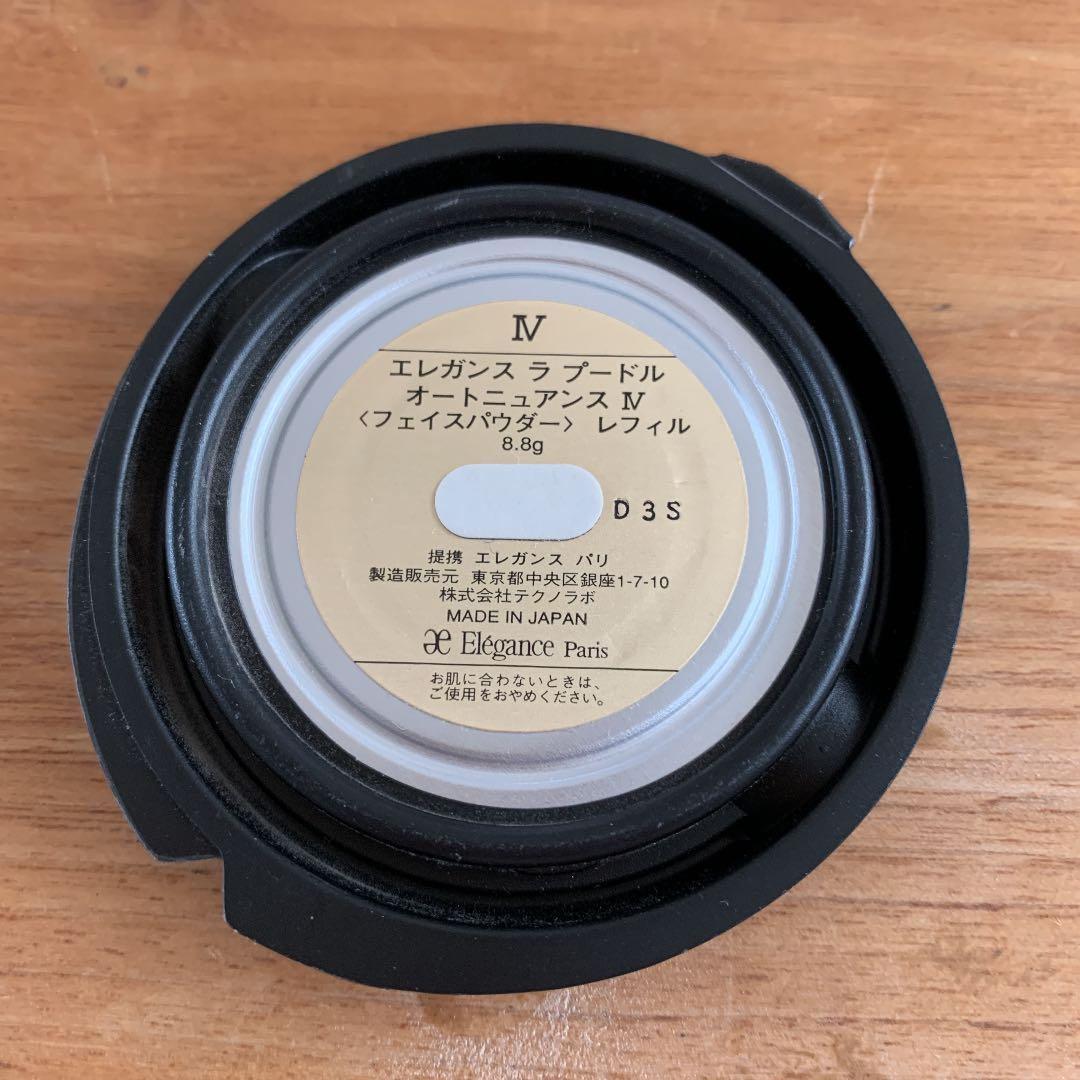 Ⅳ
エレガンス ラ プードル
オートニュアンス Ⅳ
〈フェイスパウダー〉 レフィル
8.8g
D3S
提携 エレガンス パリ
製造販売元 東京都中央区銀座1-7-10
株式会社テクノラボ
MADE IN JAPAN
æ Elégance Paris
お肌に合わないときは、
ご使用をおやめください。